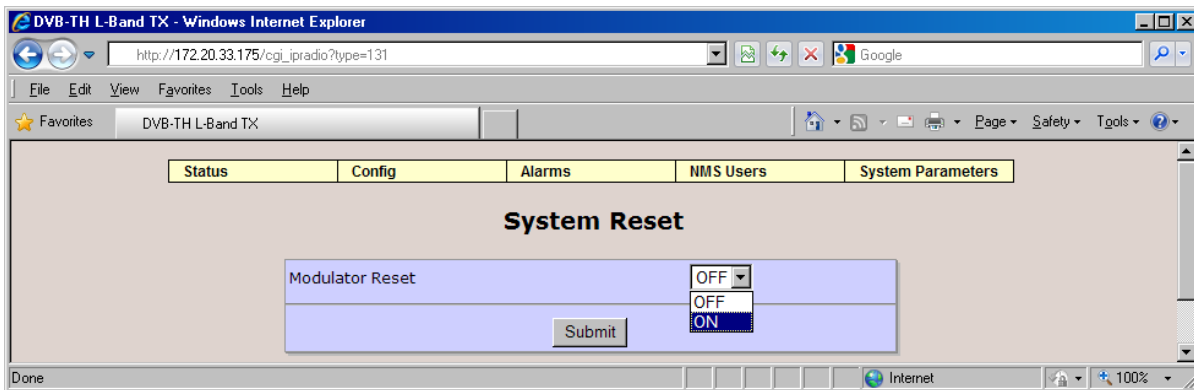 DVB-TH L-Band TX - Windows Internet Explorer
http://172.20.33.175/cgi_ipradio?type=131
Google
File Edit View Favorites Tools Help
Favorites DVB-TH L-Band TX Page Safety Tools
Status Config Alarms NMS Users System Parameters
System Reset
Modulator Reset OFF
OFF
ON
Submit
Done Internet 100%